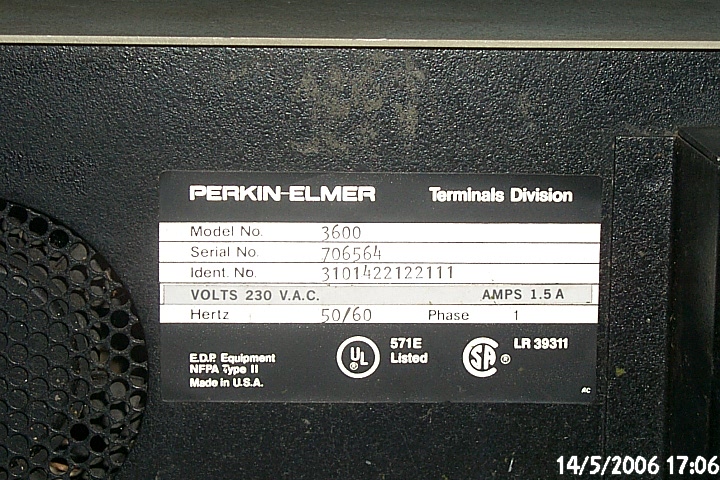 PERKIN-ELMER Terminals Division
Model No. 3600
Serial No. 706564
Ident. No. 3101422122111
VOLTS 230 V.A.C. AMPS 1.5 A
Hertz 50/60 Phase 1
E.D.P. Equipment
NFPA Type II
Made in U.S.A.
UL
571E
Listed
SA ®
LR 39311
AC
14/5/2006 17:06